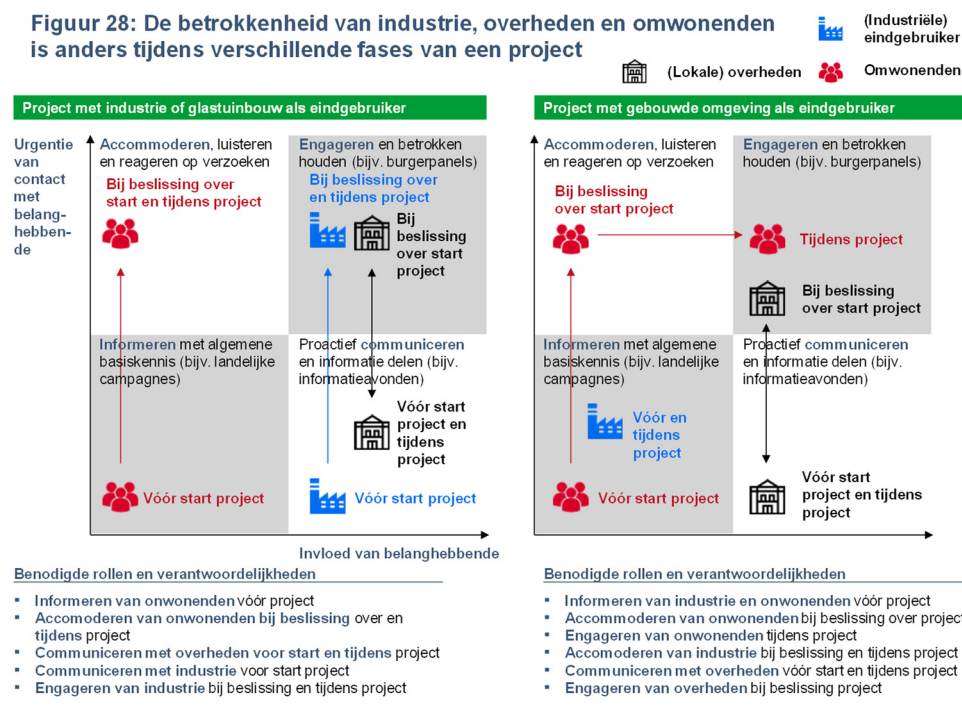 Figuur 28: De betrokkenheid van industrie, overheden en omwonenden
is anders tijdens verschillende fases van een project
(Industriële)
eindgebruiker
(Lokale) overheden
Omwonenden
Project met industrie of glastuinbouw als eindgebruiker
Urgentie
van
contact
met
belang-
hebben-
de
Accommoderen, luisteren
en reageren op verzoeken
Bij beslissing over
start en tijdens project
Engageren en betrokken
houden (bijv. burgerpanels)
Bij beslissing over
en tijdens project
Bij
beslissing
over start
project
Informeren met algemene
basiskennis (bijv. landelijke
campagnes)
Vóór start project
Proactief communiceren
en informatie delen (bijv.
informatieavonden)
Vóór start
project en
tijdens
project
Vóór start project
Invloed van belanghebbende
Benodigde rollen en verantwoordelijkheden
▪ Informeren van onwonenden vóór project
▪ Accomoderen van onwonenden bij beslissing over en
tijdens project
▪ Communiceren met overheden voor start en tijdens project
▪ Communiceren met industrie voor start project
▪ Engageren van industrie bij beslissing en tijdens project
Project met gebouwde omgeving als eindgebruiker
Accommoderen, luisteren
en reageren op verzoeken
Bij beslissing
over start project
Engageren en betrokken
houden (bijv. burgerpanels)
Tijdens project
Bij beslissing
over start project
Informeren met algemene
basiskennis (bijv. landelijke
campagnes)
Vóór en
tijdens
project
Vóór start project
Proactief communiceren
en informatie delen (bijv.
informatieavonden)
Vóór start
project en tijdens
project
Benodigde rollen en verantwoordelijkheden
▪ Informeren van industrie en onwonenden vóór project
▪ Accommoderen van onwonenden bij beslissing over project
▪ Engageren van onwonenden tijdens project
▪ Accomoderen van industrie bij beslissing en tijdens project
▪ Communiceren met overheden vóór start en tijdens project
▪ Engageren van overheden bij beslissing project